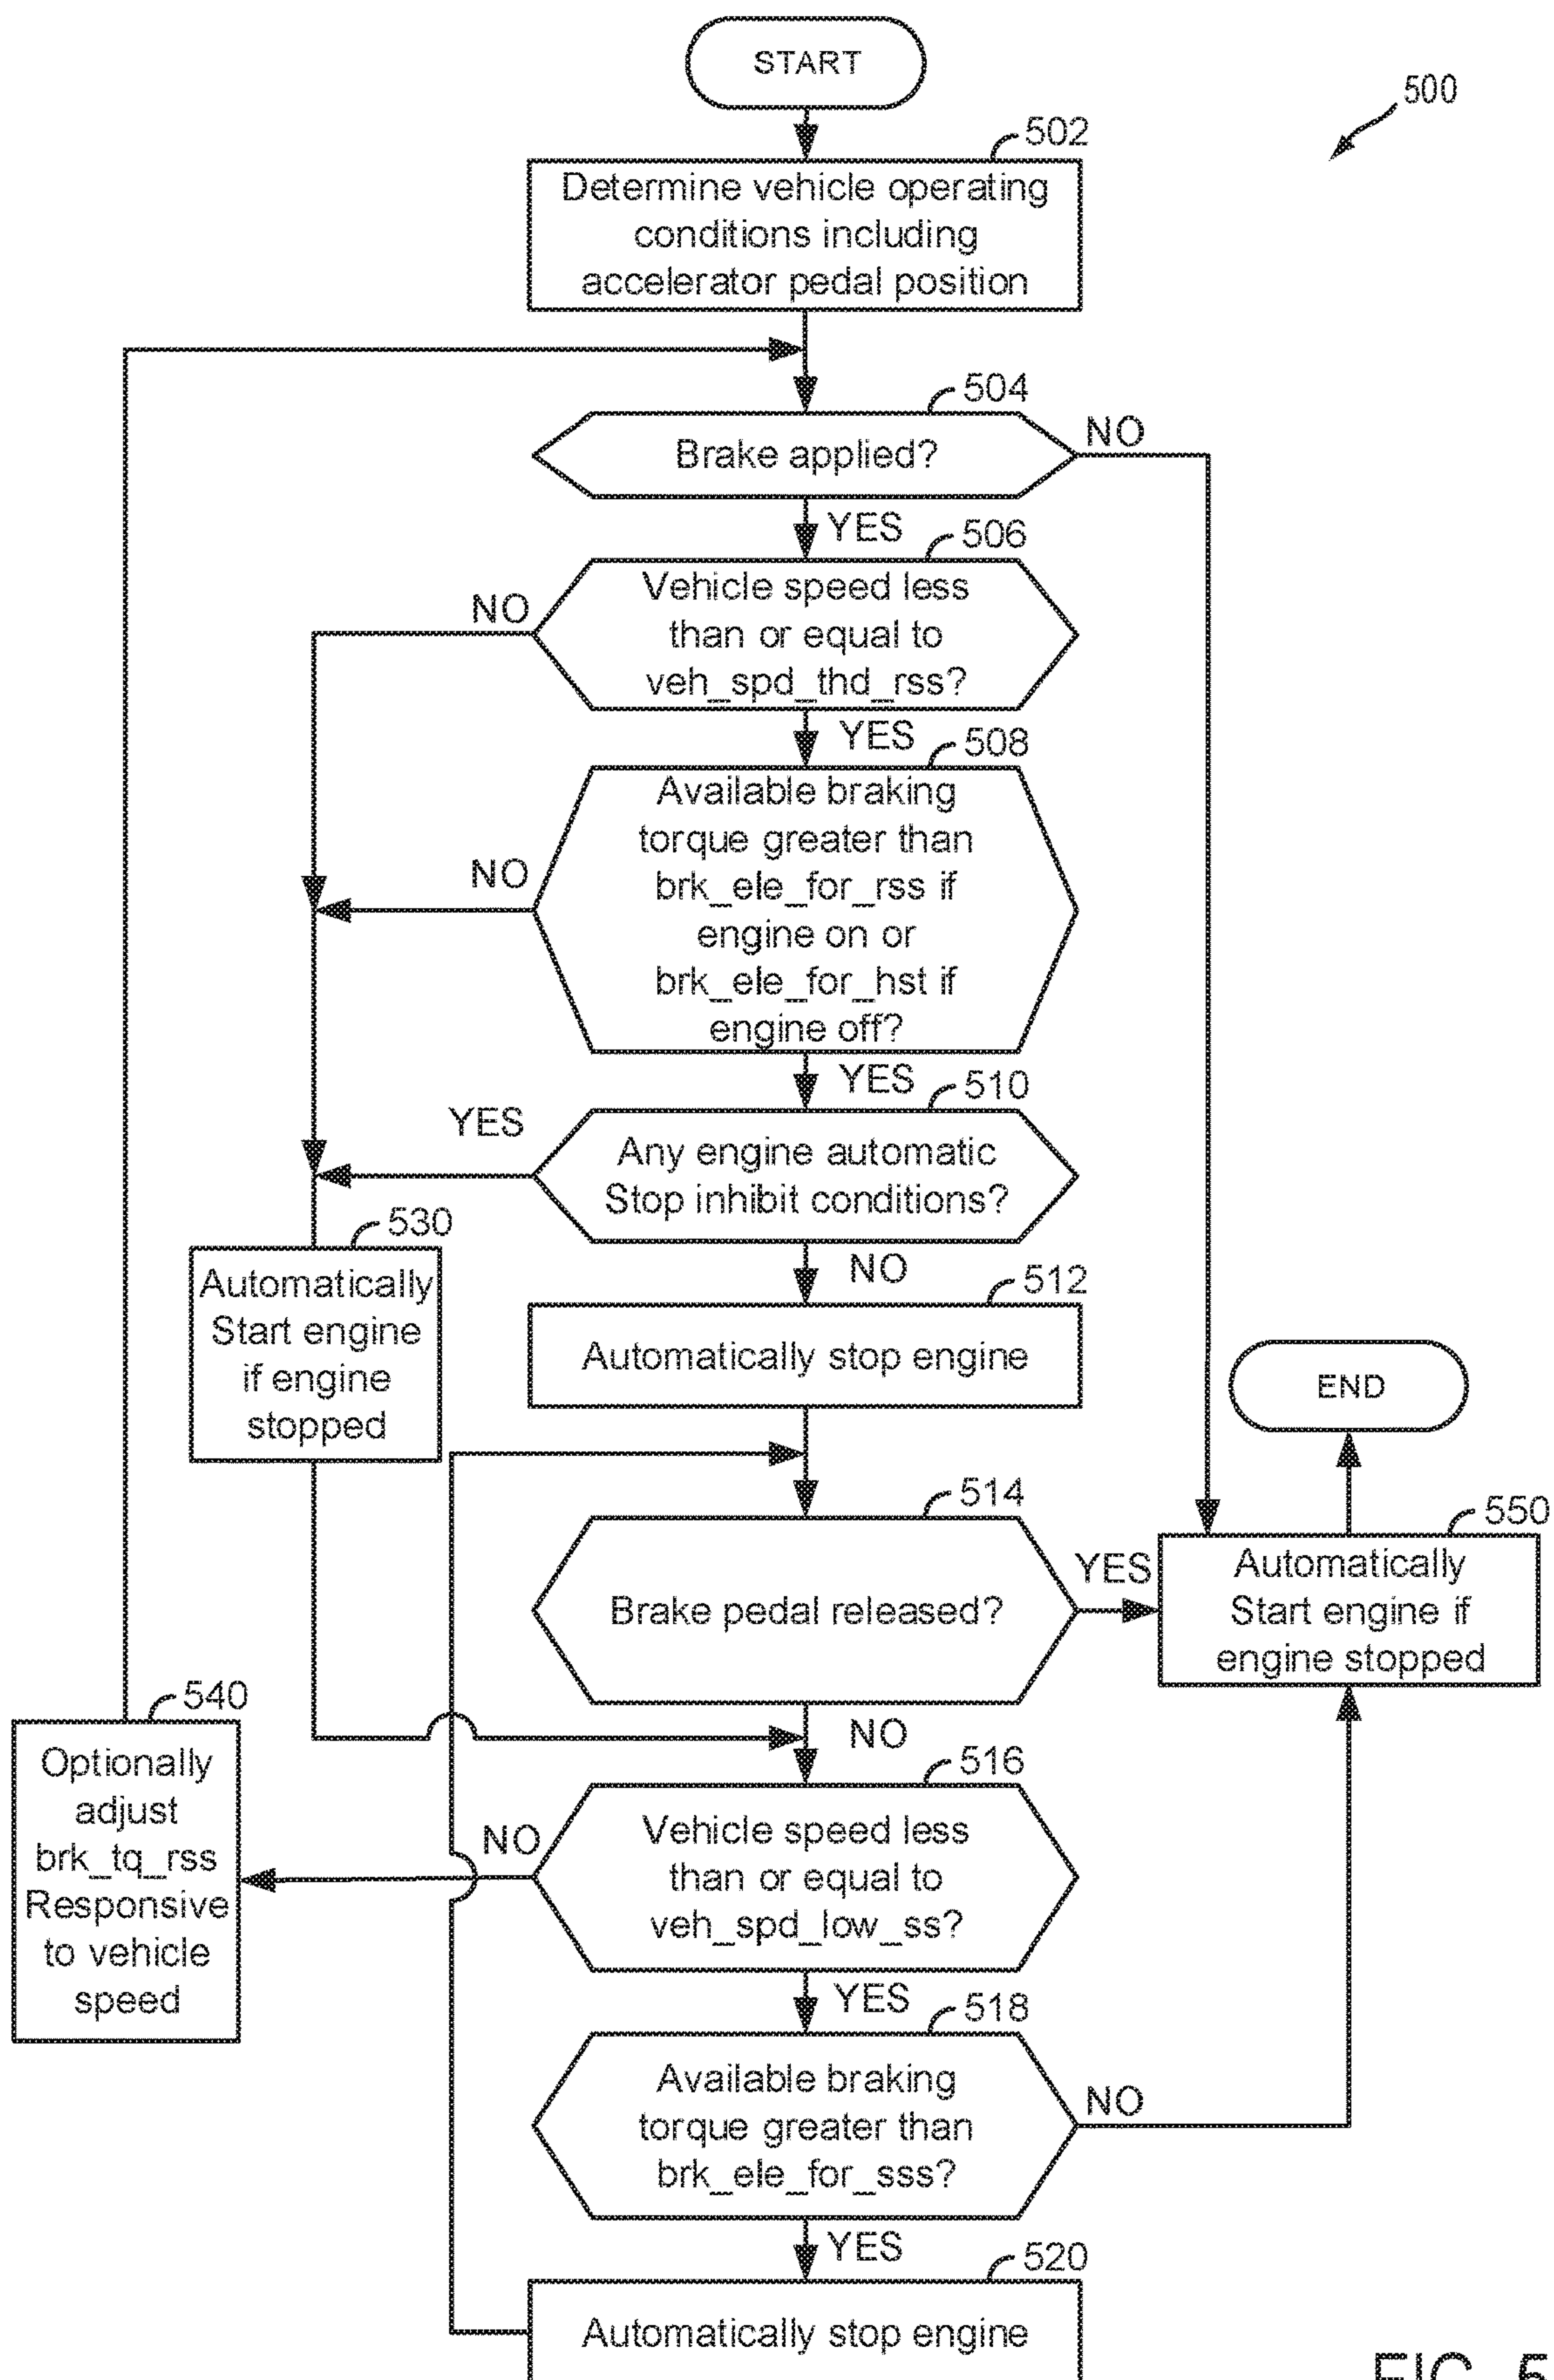 START
500
502
Determine vehicle operating
conditions including
accelerator pedal position
504
Brake applied?
NO
YES
506
Vehicle speed less
than or equal to
veh_spd_thd_rss?
NO
YES
508
Available braking
torque greater than
brk_ele_for_rss if
engine on or
brk_ele_for_hst if
engine off?
NO
YES
510
Any engine automatic
Stop inhibit conditions?
YES
NO
530
Automatically
Start engine
if engine
stopped
512
Automatically stop engine
END
514
Brake pedal released?
YES
550
Automatically
Start engine if
engine stopped
NO
540
Optionally
adjust
brk_tq_rss
Responsive
to vehicle
speed
516
Vehicle speed less
than or equal to
veh_spd_low_ss?
NO
YES
518
Available braking
torque greater than
brk_ele_for_sss?
NO
YES
520
Automatically stop engine
FIG. 5